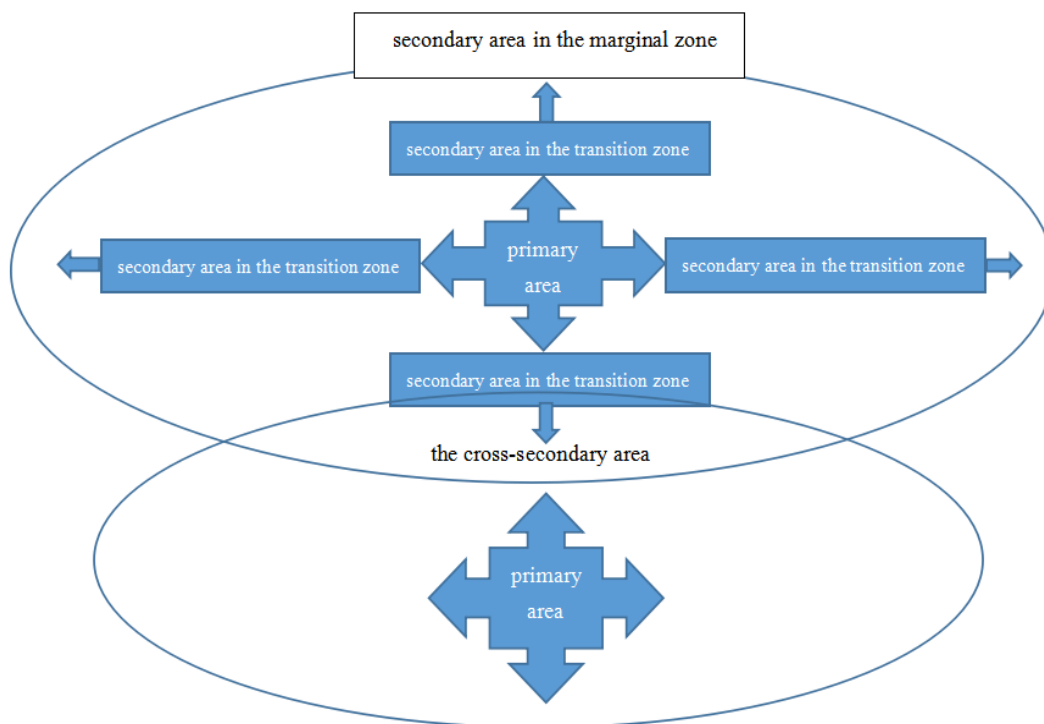 secondary area in the marginal zone
secondary area in the transition zone
primary
area
secondary area in the transition zone
secondary area in the transition zone
secondary area in the transition zone
the cross-secondary area
primary
area